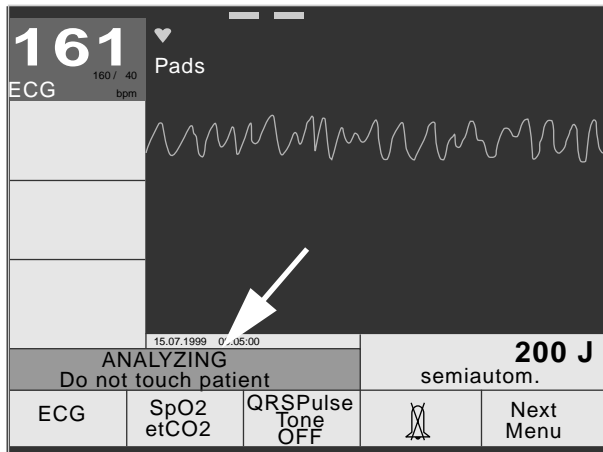 161
160 / 40
ECG bpm
Pads
15.07.1999
ANALYZING
Do not touch patient
200 J
semiautom.
ECG
SpO2
etCO2
QRSPulse
Tone
OFF
Next
Menu